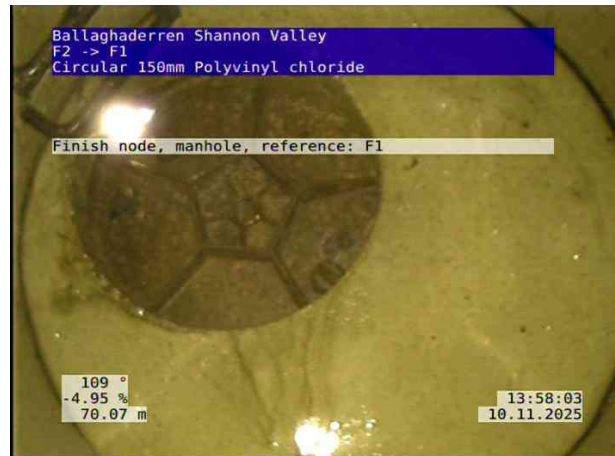 Ballaghaderren Shannon Valley
F2 -> F1
Circular 150mm Polyvinyl chloride
Finish node, manhole, reference: F1
109 °
-4.95 %
70.07 m
13:58:03
10.11.2025